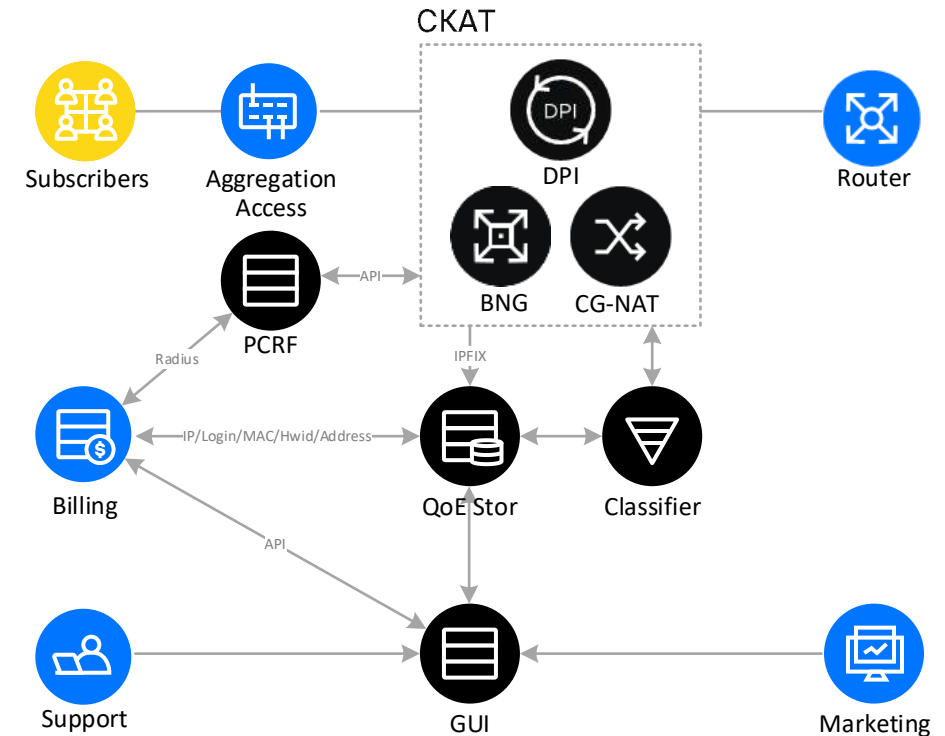 СКАТ
DPI
Subscribers
Aggregation
Access
DPI
Router
BNG
CG-NAT
API
PCRF
Radius
IPFIX
$
IP/Login/MAC/Hwid/Address
Billing
QoE Stor
Classifier
API
Support
GUI
Marketing